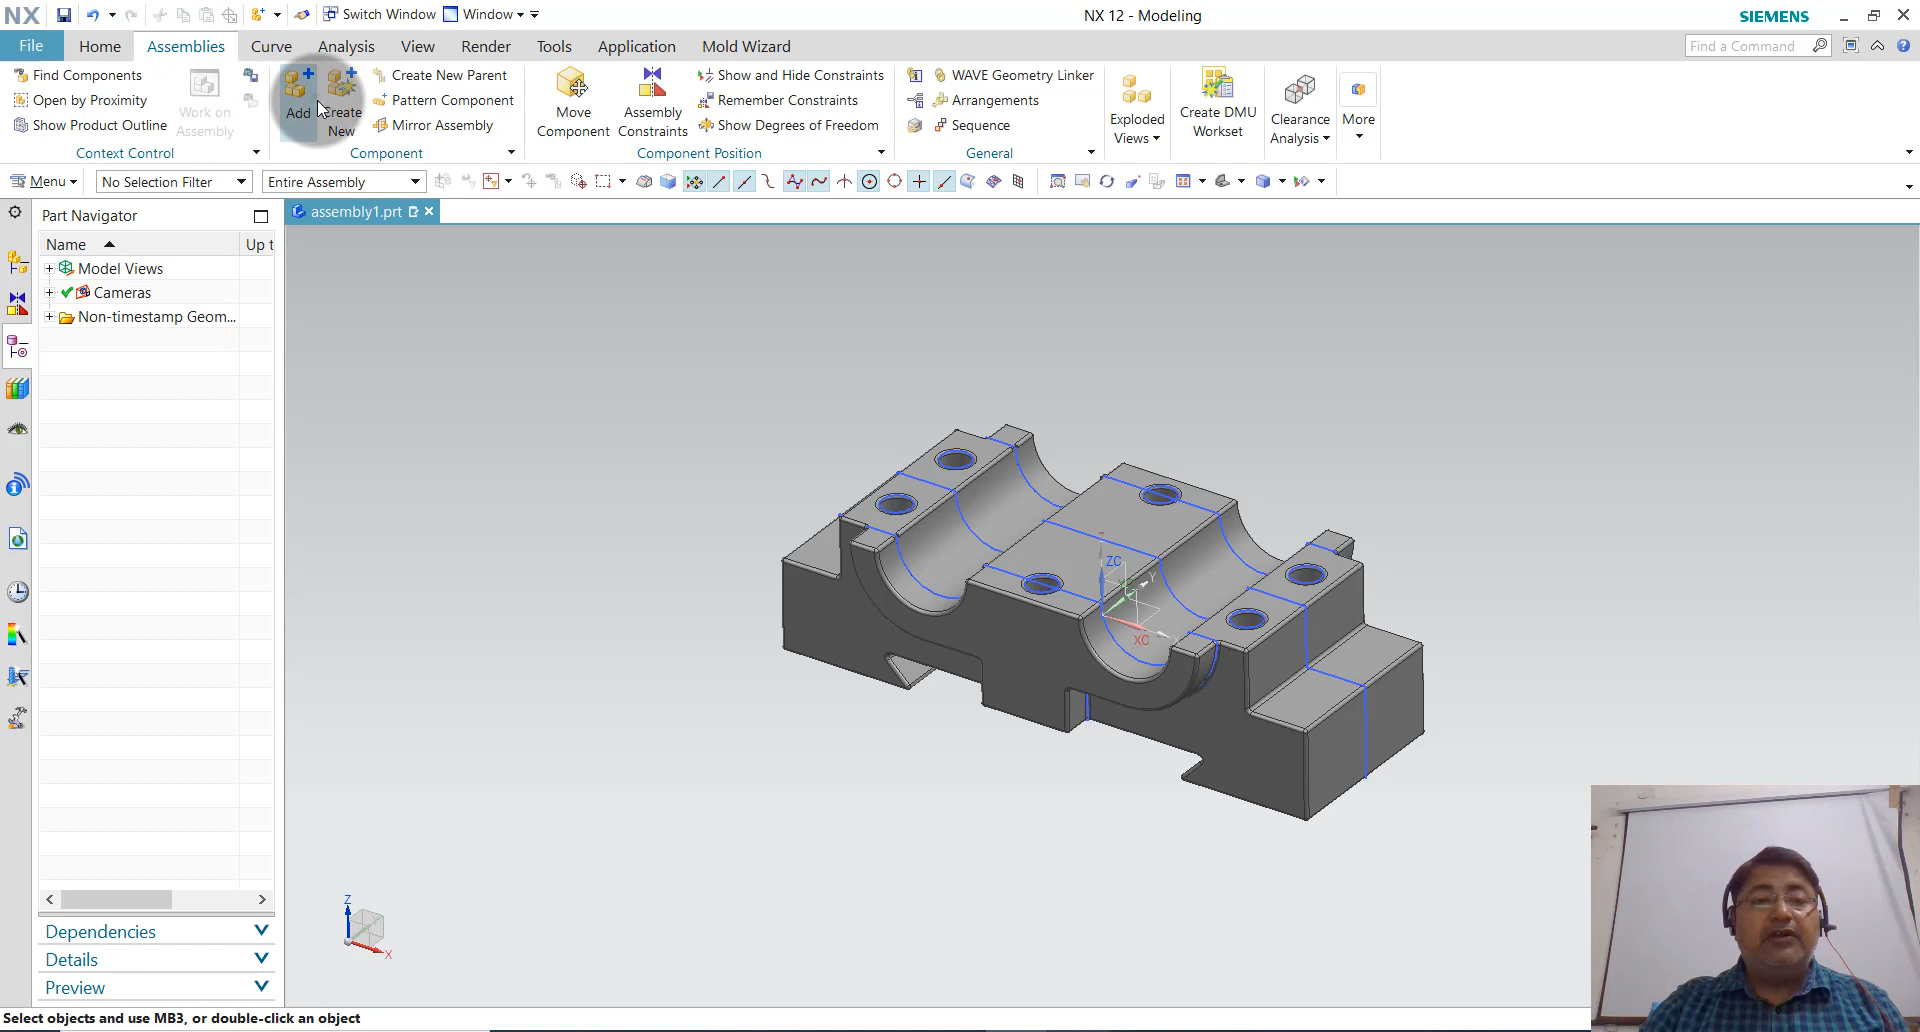 NX
Switch Window
Window
NX 12 - Modeling
SIEMENS
File
Home
Assemblies
Curve
Analysis
View
Render
Tools
Application
Mold Wizard
Find a Command
Find Components
Open by Proximity
Show Product Outline
Work on
Assembly
Context Control
Add
Create
New
Create New Parent
Pattern Component
Mirror Assembly
Component
Move
Component
Assembly
Constraints
Show and Hide Constraints
Remember Constraints
Show Degrees of Freedom
Component Position
WAVE Geometry Linker
Arrangements
Sequence
General
Exploded
Views
Create DMU
Workset
Clearance
Analysis
More
Menu
No Selection Filter
Entire Assembly
Part Navigator
assembly1.prt
Name
Up t
Model Views
Cameras
Non-timestamp Geom...
ZC
Y
XC
Z
X
Dependencies
Details
Preview
Select objects and use MB3, or double-click an object